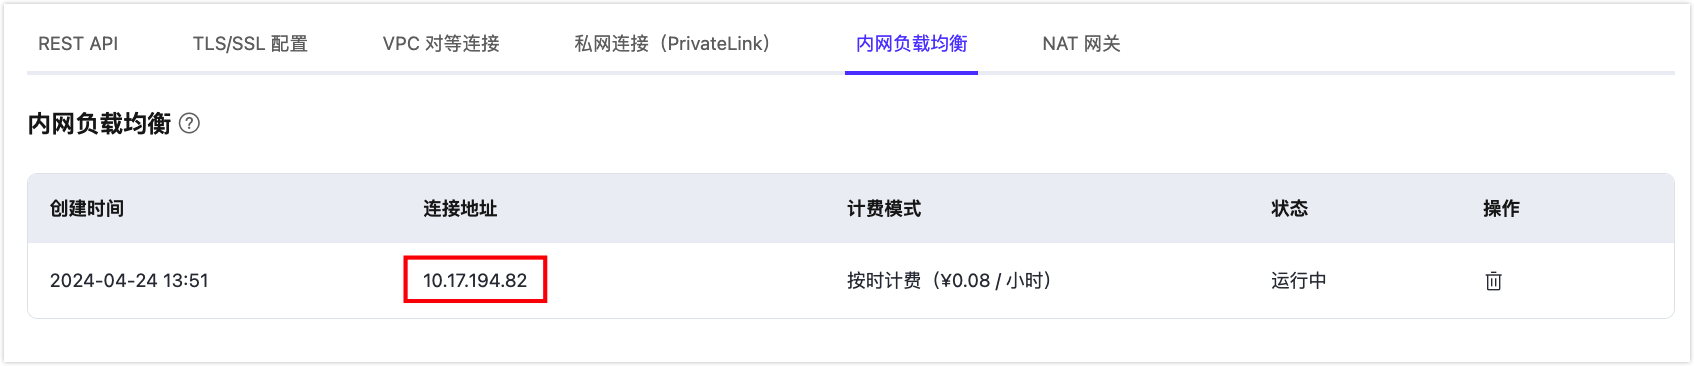 REST API TLS/SSL 配置 VPC 对等连接 私网连接（PrivateLink） 内网负载均衡 NAT 网关
内网负载均衡 ?
创建时间 连接地址 计费模式 状态 操作
2024-04-24 13:51 10.17.194.82 按时计费（¥0.08 / 小时） 运行中